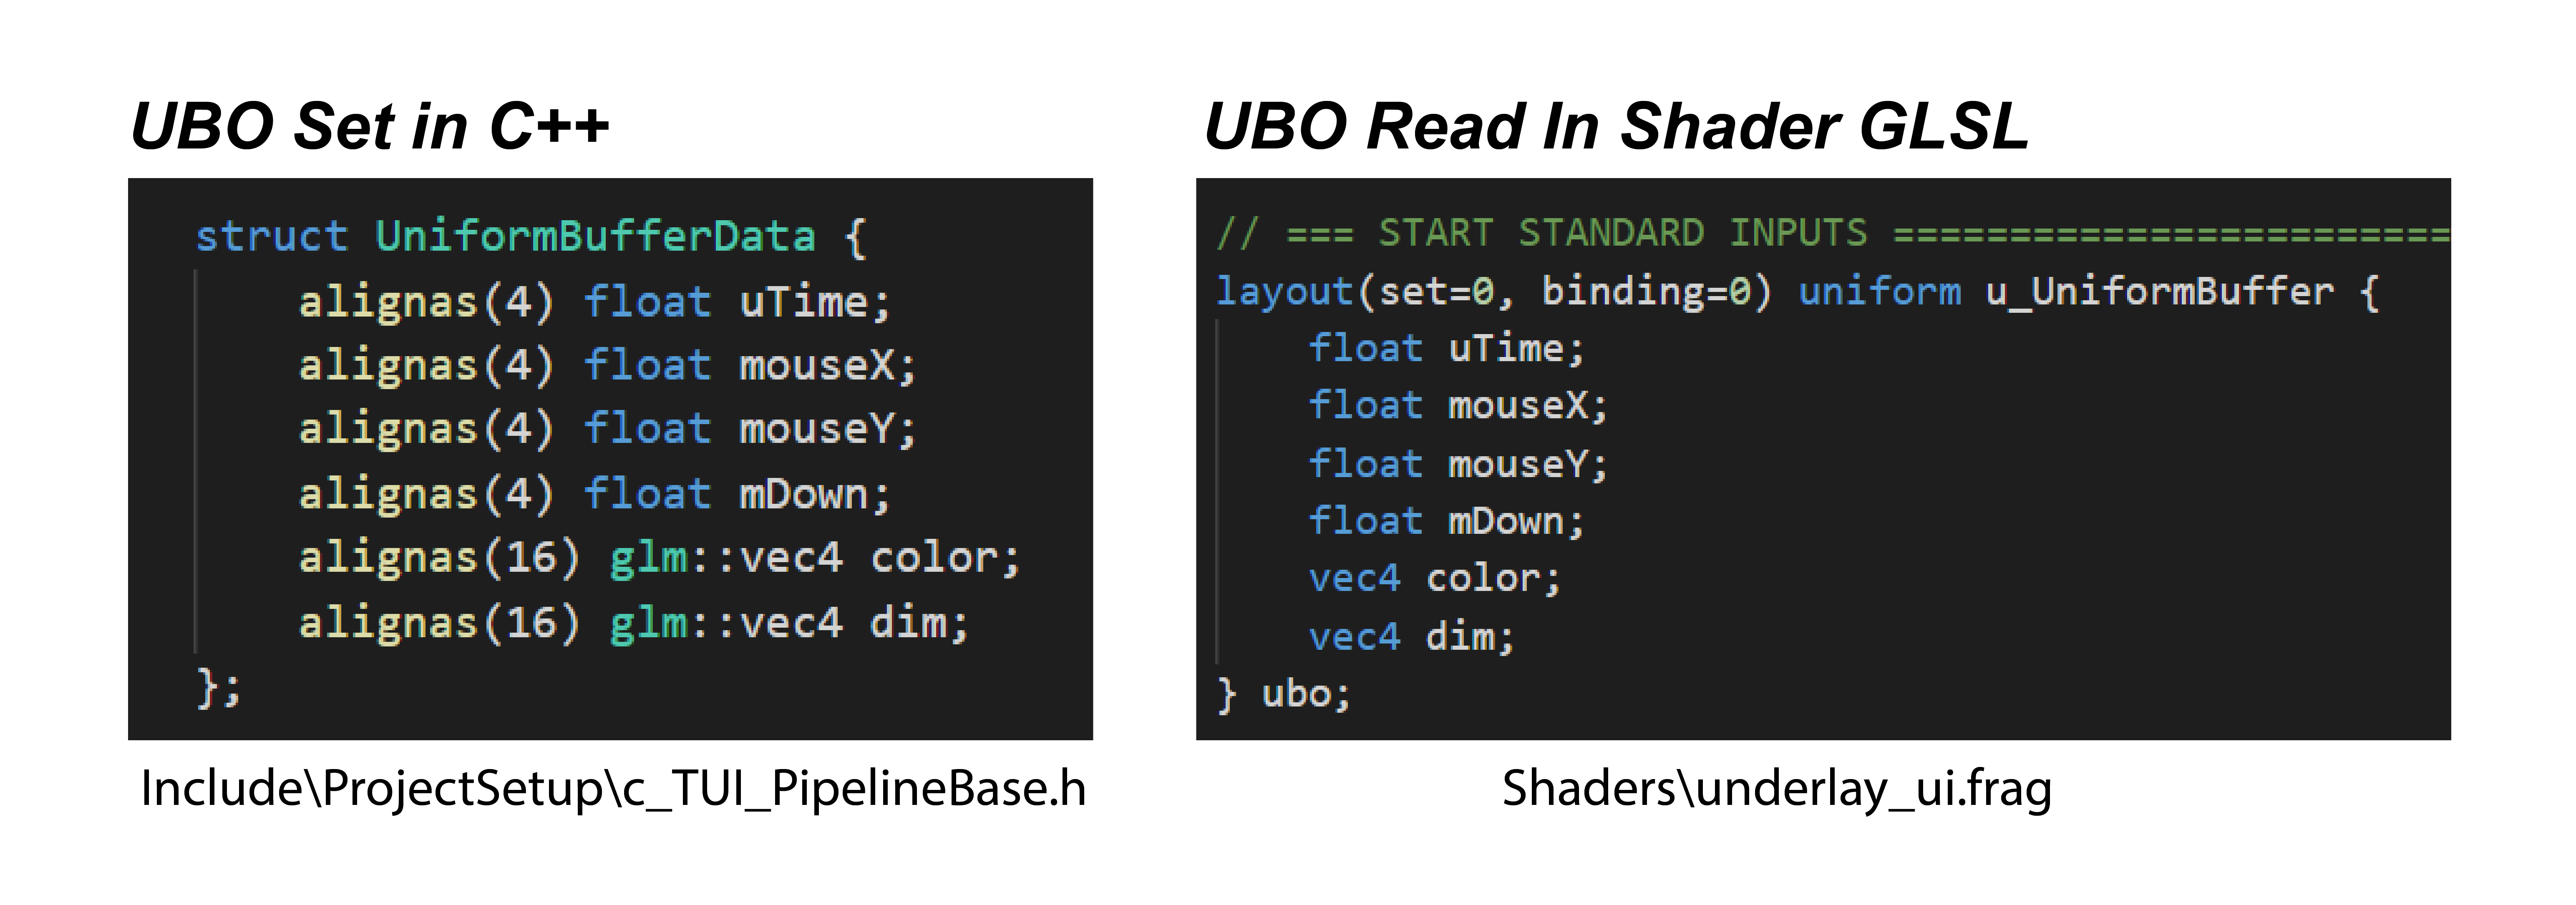 UBO Set in C++
struct UniformBufferData {
    alignas(4) float uTime;
    alignas(4) float mouseX;
    alignas(4) float mouseY;
    alignas(4) float mDown;
    alignas(16) glm::vec4 color;
    alignas(16) glm::vec4 dim;
};
Include\ProjectSetup\c_TUI_PipelineBase.h
UBO Read In Shader GLSL
// === START STANDARD INPUTS ========================
layout(set=0, binding=0) uniform u_UniformBuffer {
    float uTime;
    float mouseX;
    float mouseY;
    float mDown;
    vec4 color;
    vec4 dim;
} ubo;
Shaders\underlay_ui.frag